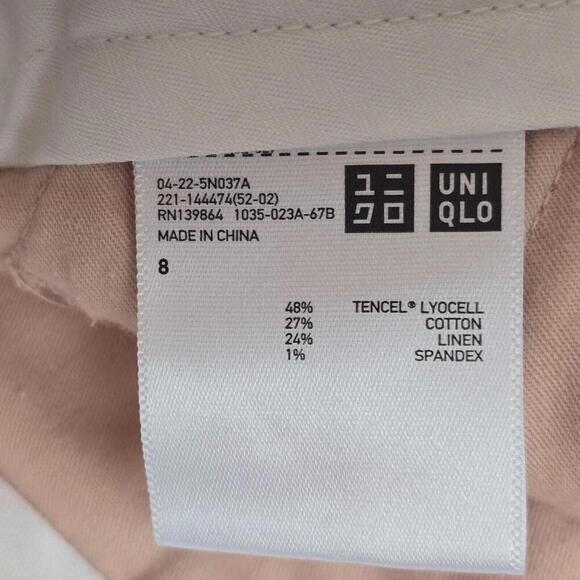 04-22-5N037A
221-144474(52-02)
RN139864 1035-023A-67B
MADE IN CHINA
ユニ
クロ
UNI
QLO
8
48% TENCEL® LYOCELL
27% COTTON
24% LINEN
1% SPANDEX